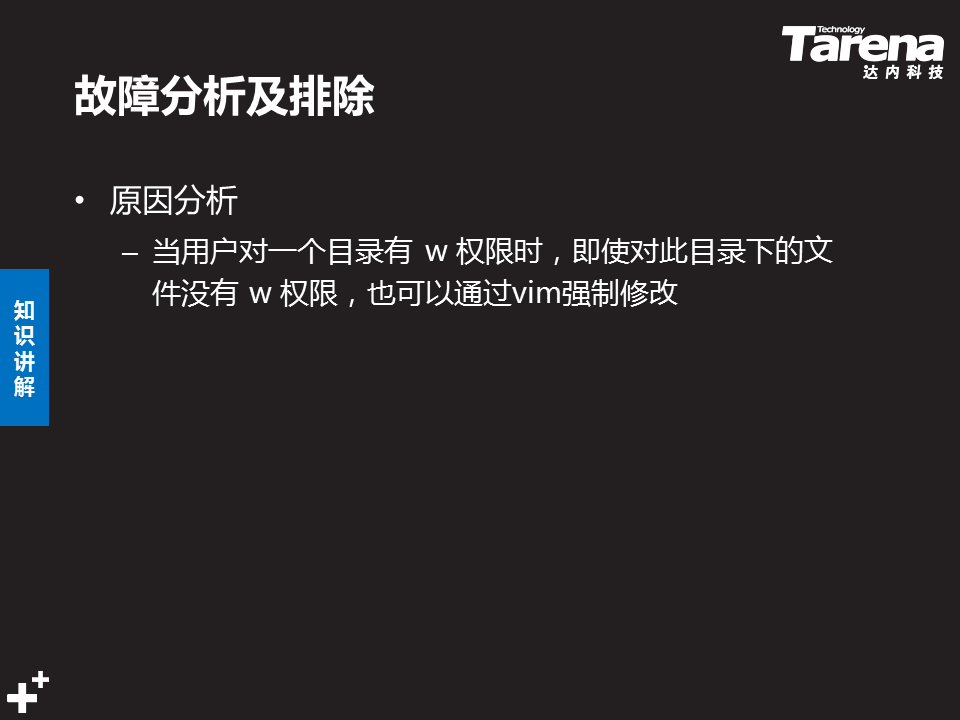 Technology
Tarena
达内科技
故障分析及排除
• 原因分析
– 当用户对一个目录有 w 权限时，即使对此目录下的文
件没有 w 权限，也可以通过vim强制修改
知
识
讲
解